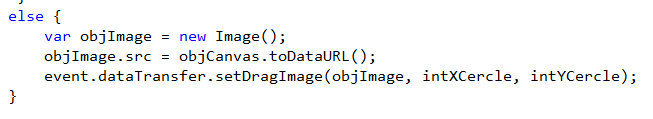 else {
var objImage = new Image();
objImage.src = objCanvas.toDataURL();
event.dataTransfer.setDragImage(objImage, intXCercle, intYCercle);
}